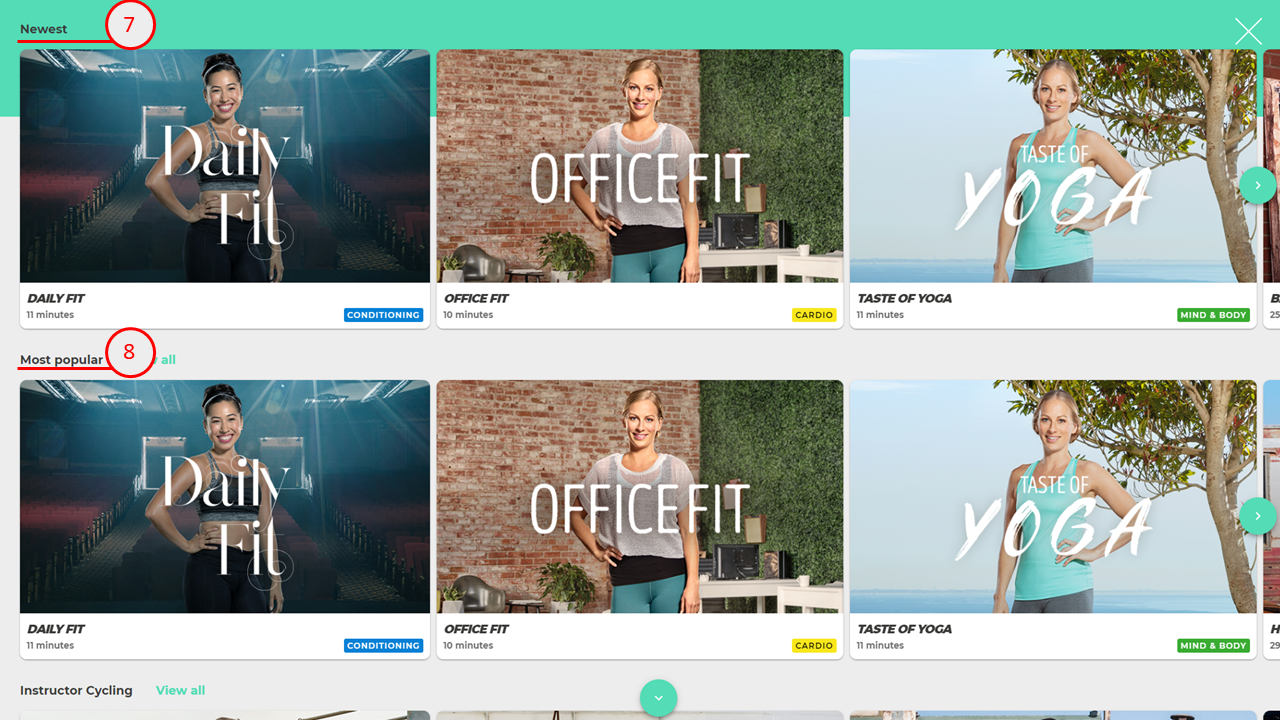 Newest
7
Daily
Fit
OFFICE FIT
TASTE OF
YOGA
DAILY FIT
11 minutes
CONDITIONING
OFFICE FIT
10 minutes
CARDIO
TASTE OF YOGA
11 minutes
MIND & BODY
B
25
Most popular
8
all
Daily
Fit
OFFICE FIT
TASTE OF
YOGA
DAILY FIT
11 minutes
CONDITIONING
OFFICE FIT
10 minutes
CARDIO
TASTE OF YOGA
11 minutes
MIND & BODY
H
29
Instructor Cycling View all